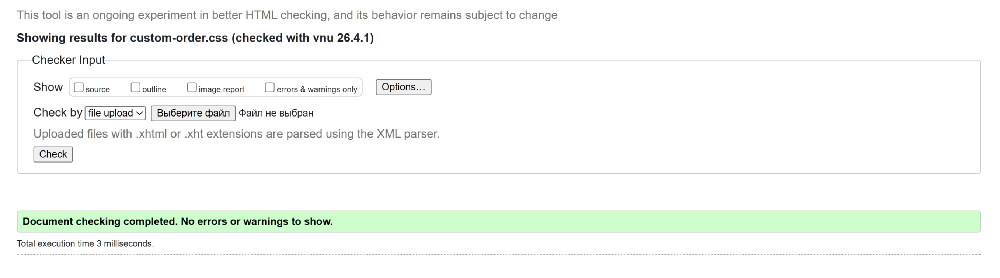 This tool is an ongoing experiment in better HTML checking, and its behavior remains subject to change
Showing results for custom-order.css (checked with vnu 26.4.1)
Checker Input
Show source outline image report errors & warnings only Options...
Check by file upload Выберите файл Файл не выбран
Uploaded files with .xhtml or .xht extensions are parsed using the XML parser.
Check
Document checking completed. No errors or warnings to show.
Total execution time 3 milliseconds.